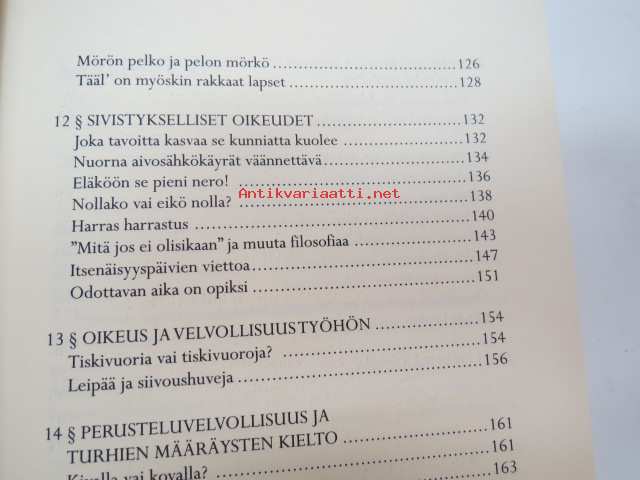 Mörön pelko ja pelon mörkö ........................ 126
Tääl' on myöskin rakkaat lapset ..................... 128
12 § SIVISTYKSELLISET OIKEUDET ..................... 132
Joka tavoitta kasvaa se kunniatta kuolee ............... 132
Nuorna aivosähkökäyrät väännettävä .................. 134
Eläköön se pieni nero! ............................ 136
Antikvariaatti.net
Nollako vai eikö nolla? ............................ 138
Harras harrastus ................................. 140
”Mitä jos ei olisikaan” ja muuta filosofiaa .............. 143
Itsenäisyyspäivien viettoa ........................... 147
Odottavan aika on opiksi ........................... 151
13 § OIKEUS JA VELVOLLISUUS TYÖHÖN ............... 154
Tiskivuoria vai tiskivuoroja? ........................ 154
Leipää ja siivoushuveja ............................ 156
14 § PERUSTELUVELVOLLISUUS JA
TURHIEN MÄÄRÄYSTEN KIELTO .................... 161
Kivalla vai kovalla? ............................... 161
163